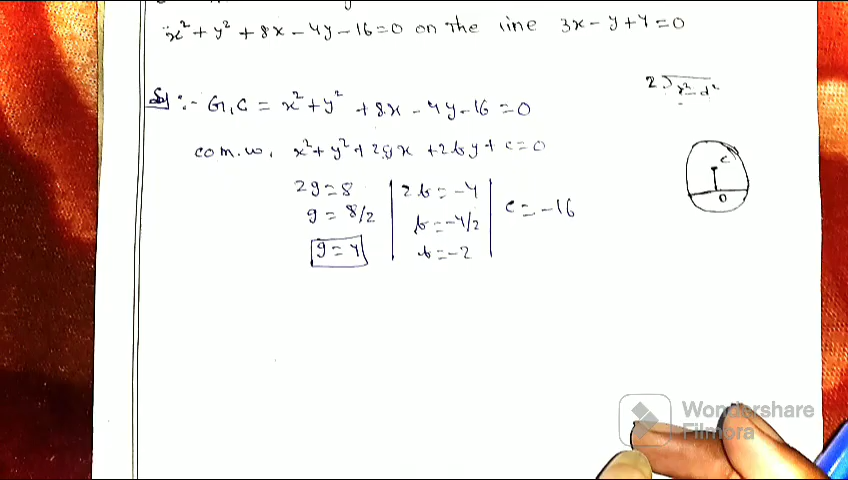 x² + y² + 8x - 4y - 16 = 0 on the line 3x - y + 4 = 0
2√r² - d²
Sol :- G.C = x² + y² + 8x - 4y - 16 = 0
com. w. x² + y² + 2gx + 2fy + c = 0
2g = 8 | 2f = -4 | c = -16
g = 8/2 | f = -4/2
g = 4 | f = -2
C
D
Wondershare
Filmora